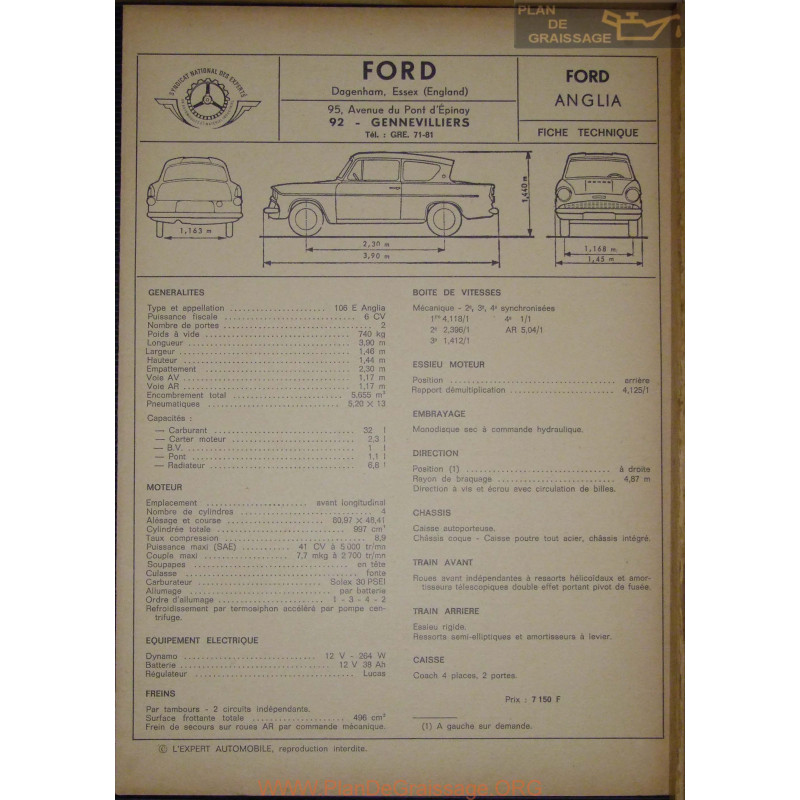 PLAN
DE
GRAISSAGE
SYNDICAT NATIONAL DES EXPERTS
FORD
Dagenham, Essex (England)
95, Avenue du Pont d'Épinay
92 - GENNEVILLIERS
Tél. : GRE. 71-81
FORD
ANGLIA
FICHE TECHNIQUE
1,163 m
2,30 m
3,90 m
1,440 m
1,168 m
1,45 m
GENERALITES
Type et appellation .......... 106 E Anglia
Puissance fiscale .......... 6 CV
Nombre de portes .......... 2
Poids à vide .......... 740 kg
Longueur .......... 3,90 m
Largeur .......... 1,46 m
Hauteur .......... 1,44 m
Empattement .......... 2,30 m
Voie AV .......... 1,17 m
Voie AR .......... 1,17 m
Encombrement total .......... 5,655 m³
Pneumatiques .......... 5,20 × 13
Capacités :
— Carburant .......... 32 l
— Carter moteur .......... 2,3 l
— B.V. .......... 1 l
— Pont .......... 1,1 l
— Radiateur .......... 6,8 l
MOTEUR
Emplacement .......... avant longitudinal
Nombre de cylindres .......... 4
Alésage et course .......... 80,97 × 48,41
Cylindrée totale .......... 997 cm³
Taux compression .......... 8,9
Puissance maxi (SAE) .......... 41 CV à 5 000 tr/mn
Couple maxi .......... 7,7 mkg à 2 700 tr/mn
Soupapes .......... en tête
Culasse .......... fonte
Carburateur .......... Solex 30 PSEI
Allumage .......... par batterie
Ordre d'allumage .......... 1 - 3 - 4 - 2
Refroidissement par termosiphon accéléré par pompe cen-
trifuge.
EQUIPEMENT ELECTRIQUE
Dynamo .......... 12 V - 264 W
Batterie .......... 12 V 38 Ah
Régulateur .......... Lucas
FREINS
Par tambours - 2 circuits indépendants.
Surface frottante totale .......... 496 cm²
Frein de secours sur roues AR par commande mécanique.
BOITE DE VITESSES
Mécanique - 2e, 3e, 4e synchronisées
1re 4,118/1 4e 1/1
2e 2,396/1 AR 5,04/1
3e 1,412/1
ESSIEU MOTEUR
Position .......... arrière
Rapport démultiplication .......... 4,125/1
EMBRAYAGE
Monodisque sec à commande hydraulique.
DIRECTION
Position (1) .......... à droite
Rayon de braquage .......... 4,87 m
Direction à vis et écrou avec circulation de billes.
CHASSIS
Caisse autoporteuse.
Châssis coque - Caisse poutre tout acier, châssis intégré.
TRAIN AVANT
Roues avant indépendantes à ressorts hélicoïdaux et amor-
tisseurs télescopiques double effet portant pivot de fusée.
TRAIN ARRIERE
Essieu rigide.
Ressorts semi-elliptiques et amortisseurs à levier.
CAISSE
Coach 4 places, 2 portes.
Prix : 7 150 F
(1) A gauche sur demande.
© L'EXPERT AUTOMOBILE, reproduction interdite.
www.PlanDeGraissage.ORG